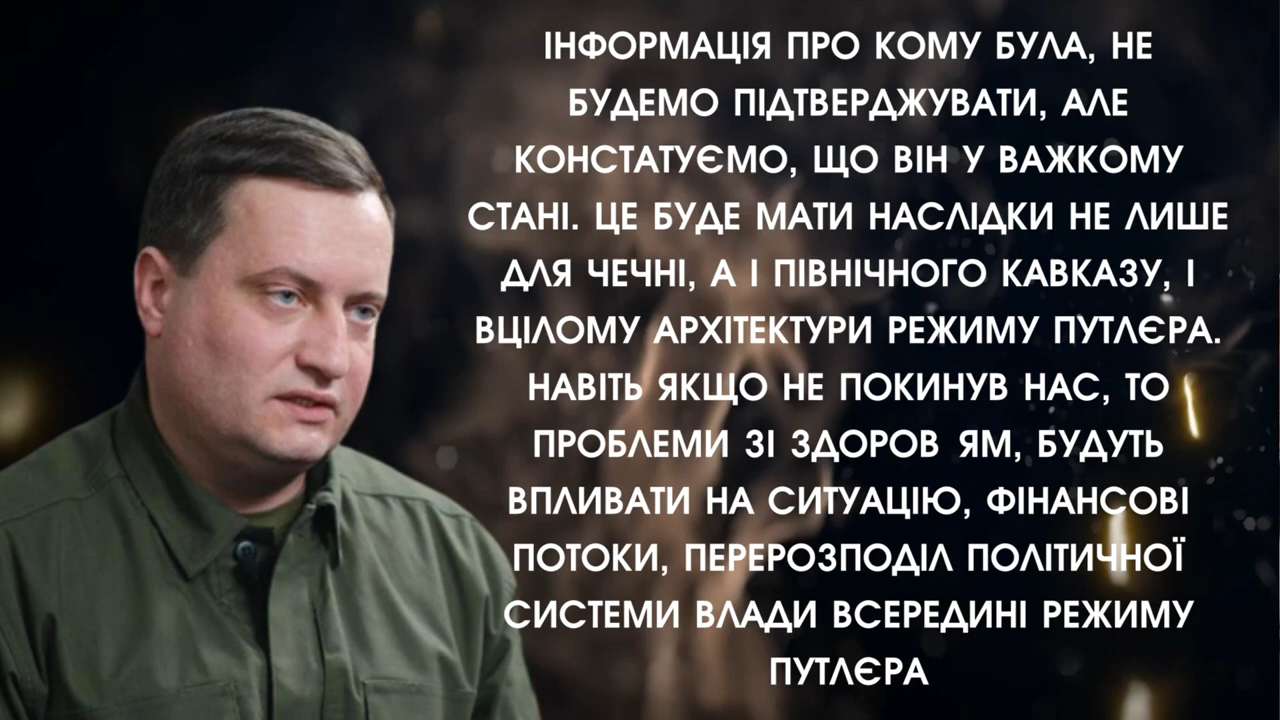 ІНФОРМАЦІЯ ПРО КОМУ БУЛА, НЕ
БУДЕМО ПІДТВЕРДЖУВАТИ, АЛЕ
КОНСТАТУЄМО, ЩО ВІН У ВАЖКОМУ
СТАНІ. ЦЕ БУДЕ МАТИ НАСЛІДКИ НЕ ЛИШЕ
ДЛЯ ЧЕЧНІ, А І ПІВНІЧНОГО КАВКАЗУ, І
ВЦІЛОМУ АРХІТЕКТУРИ РЕЖИМУ ПУТЛЄРА.
НАВІТЬ ЯКЩО НЕ ПОКИНУВ НАС, ТО
ПРОБЛЕМИ ЗІ ЗДОРОВ ЯМ, БУДУТЬ
ВПЛИВАТИ НА СИТУАЦІЮ, ФІНАНСОВІ
ПОТОКИ, ПЕРЕРОЗПОДІЛ ПОЛІТИЧНОЇ
СИСТЕМИ ВЛАДИ ВСЕРЕДИНІ РЕЖИМУ
ПУТЛЄРА